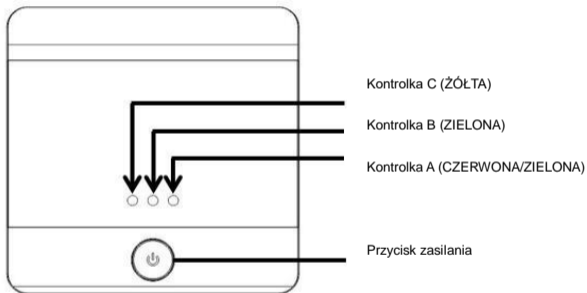 Kontrolka C (ŻÓŁTA)
Kontrolka B (ZIELONA)
Kontrolka A (CZERWONA/ZIELONA)
Przycisk zasilania